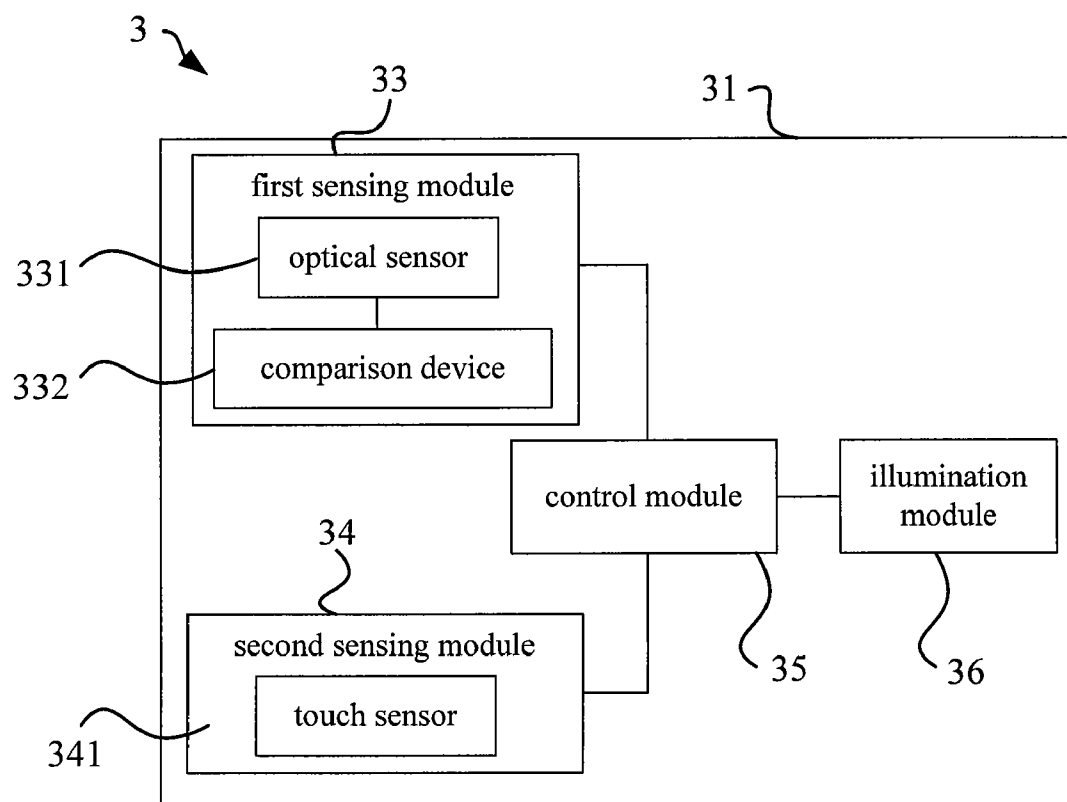 3
33
31
first sensing module
331
optical sensor
332
comparison device
control module
illumination
module
34
second sensing module
35
36
touch sensor
341